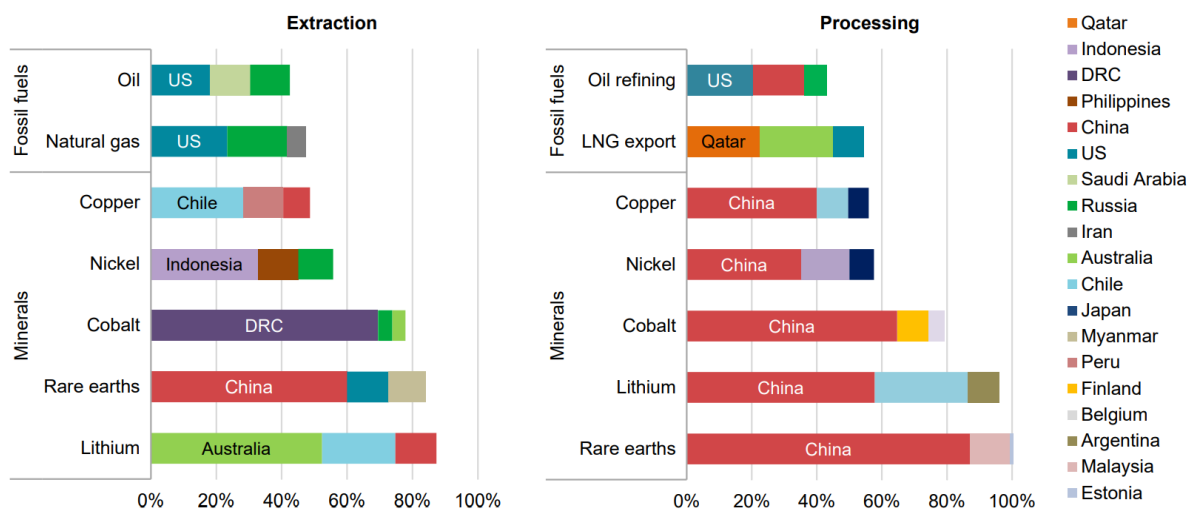 Extraction
Fossil fuels
Oil
US
Natural gas
US
Minerals
Copper
Chile
Nickel
Indonesia
Cobalt
DRC
Rare earths
China
Lithium
Australia
0% 20% 40% 60% 80% 100%
Processing
Fossil fuels
Oil refining
US
LNG export
Qatar
Minerals
Copper
China
Nickel
China
Cobalt
China
Lithium
China
Rare earths
China
0% 20% 40% 60% 80% 100%
Qatar
Indonesia
DRC
Philippines
China
US
Saudi Arabia
Russia
Iran
Australia
Chile
Japan
Myanmar
Peru
Finland
Belgium
Argentina
Malaysia
Estonia